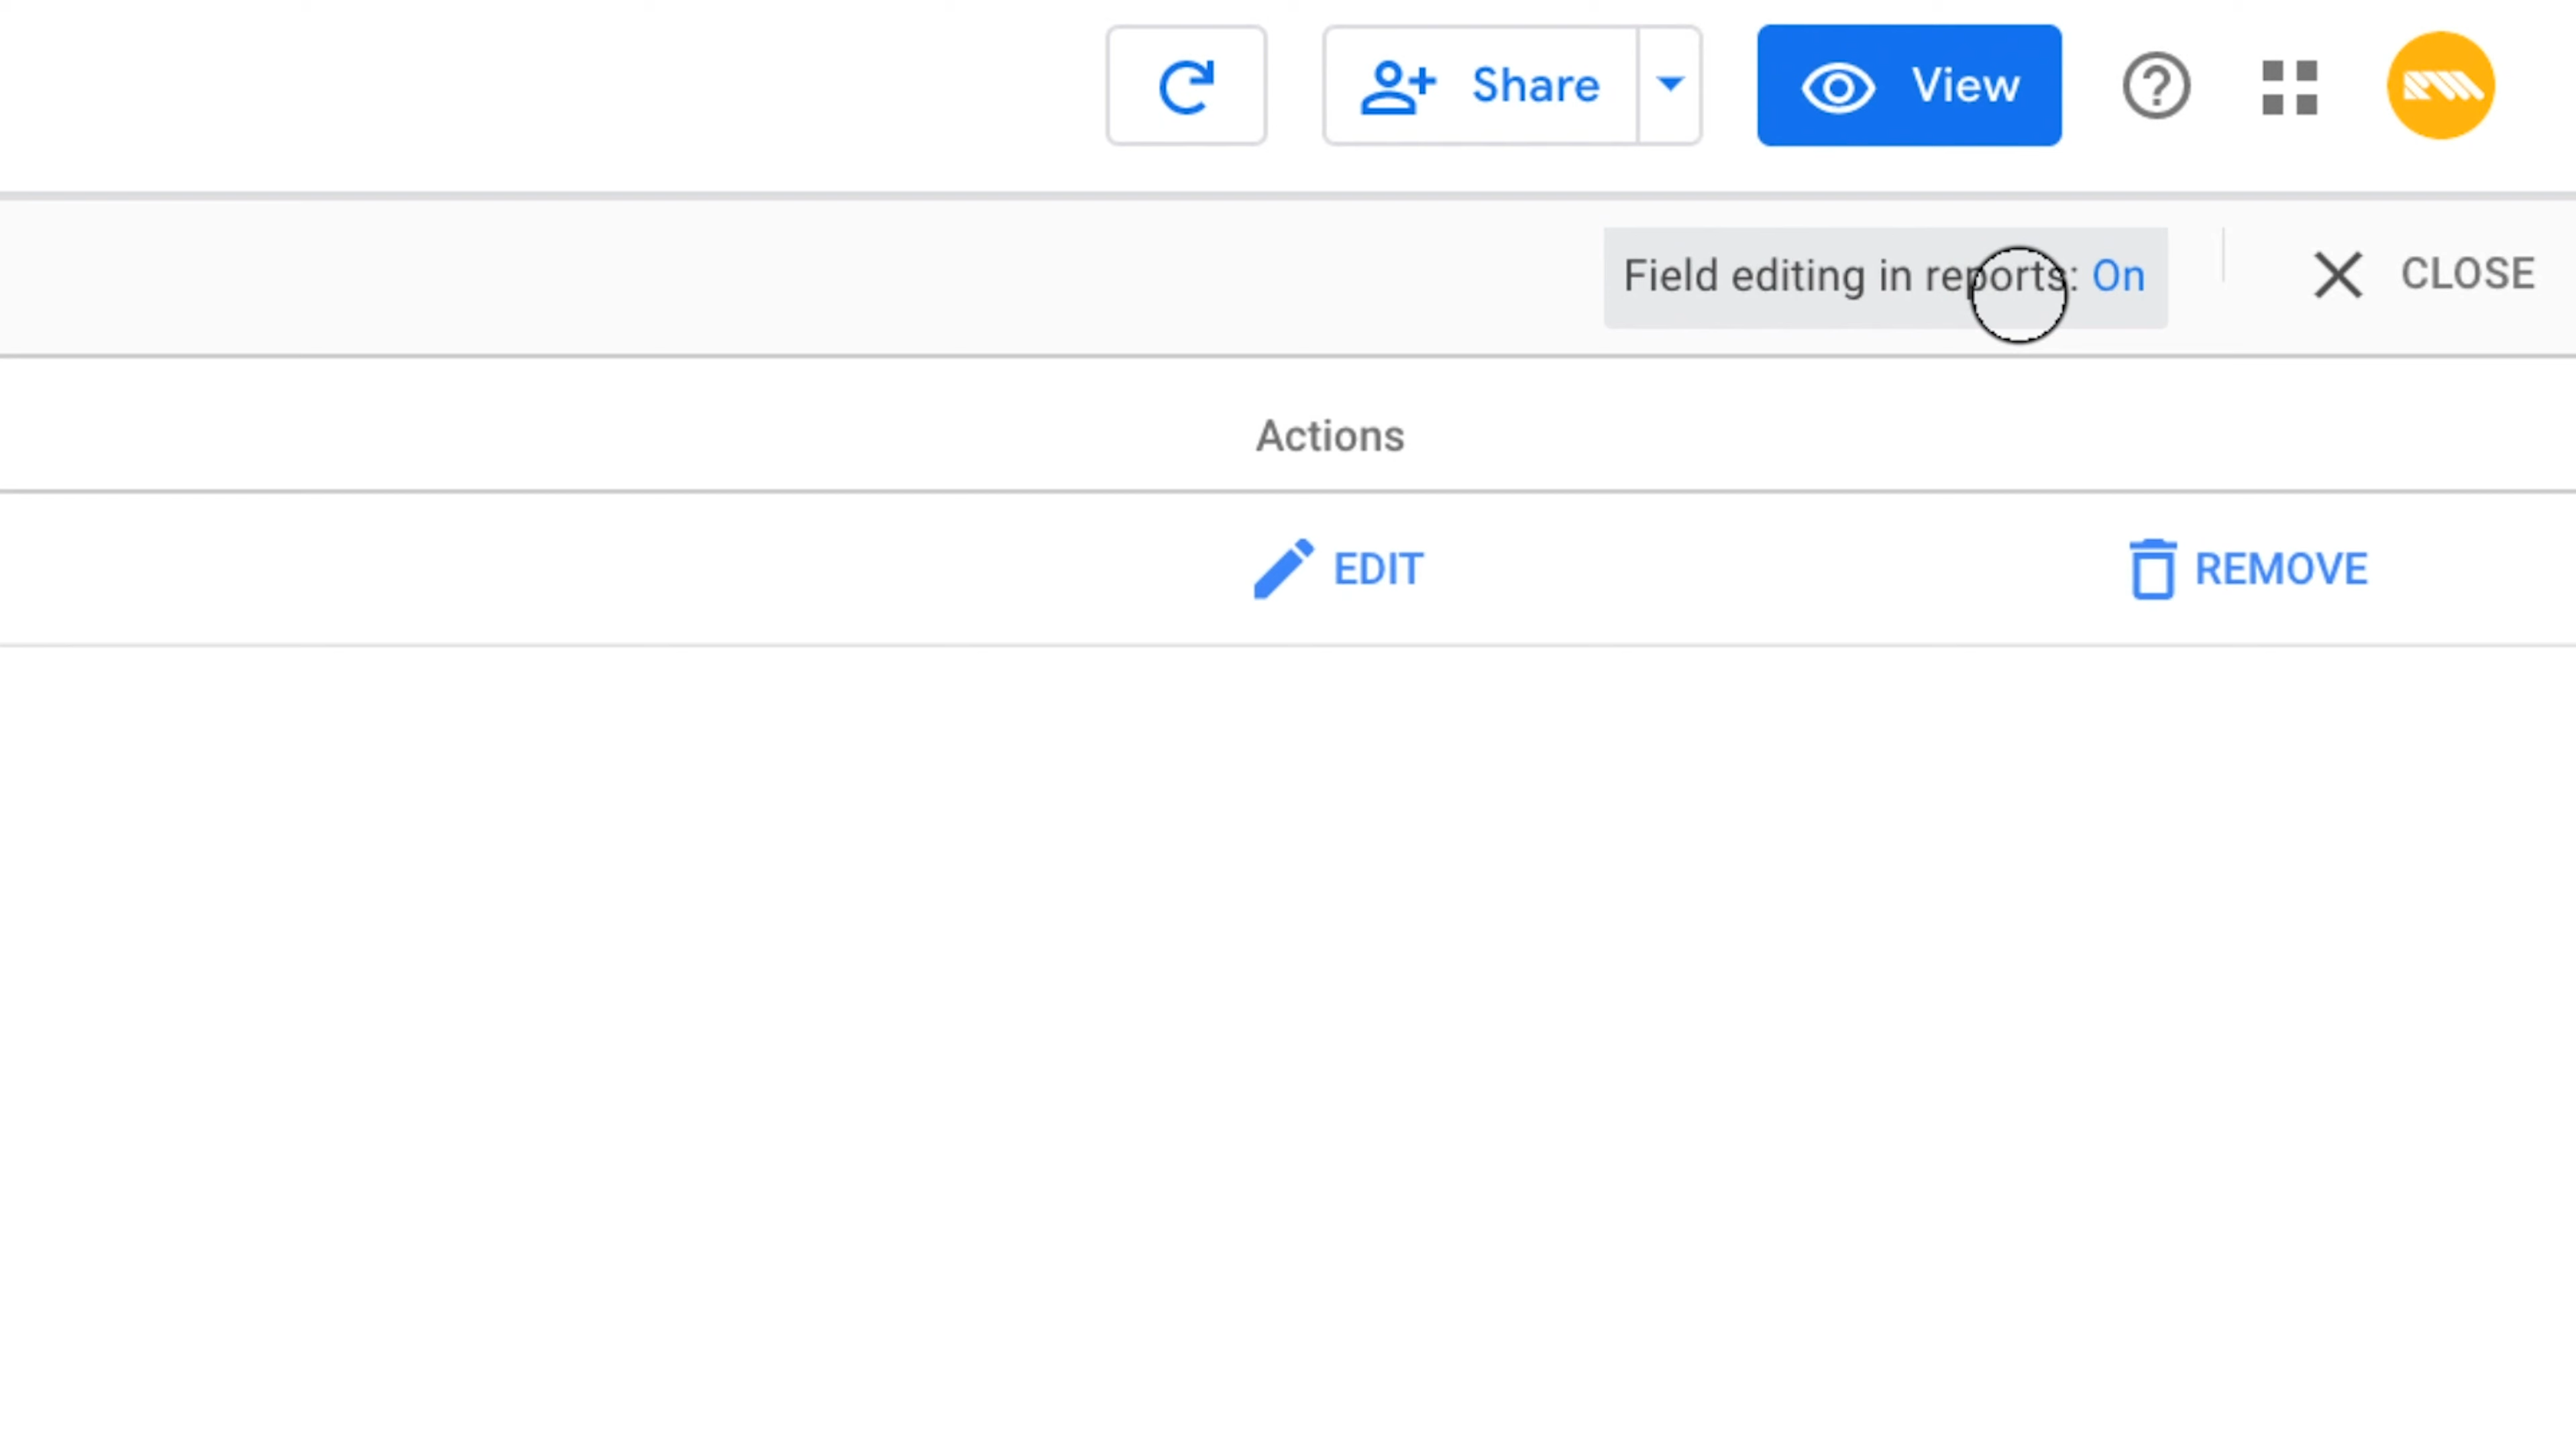 Share
View
Field editing in reports: On
CLOSE
Actions
EDIT
REMOVE